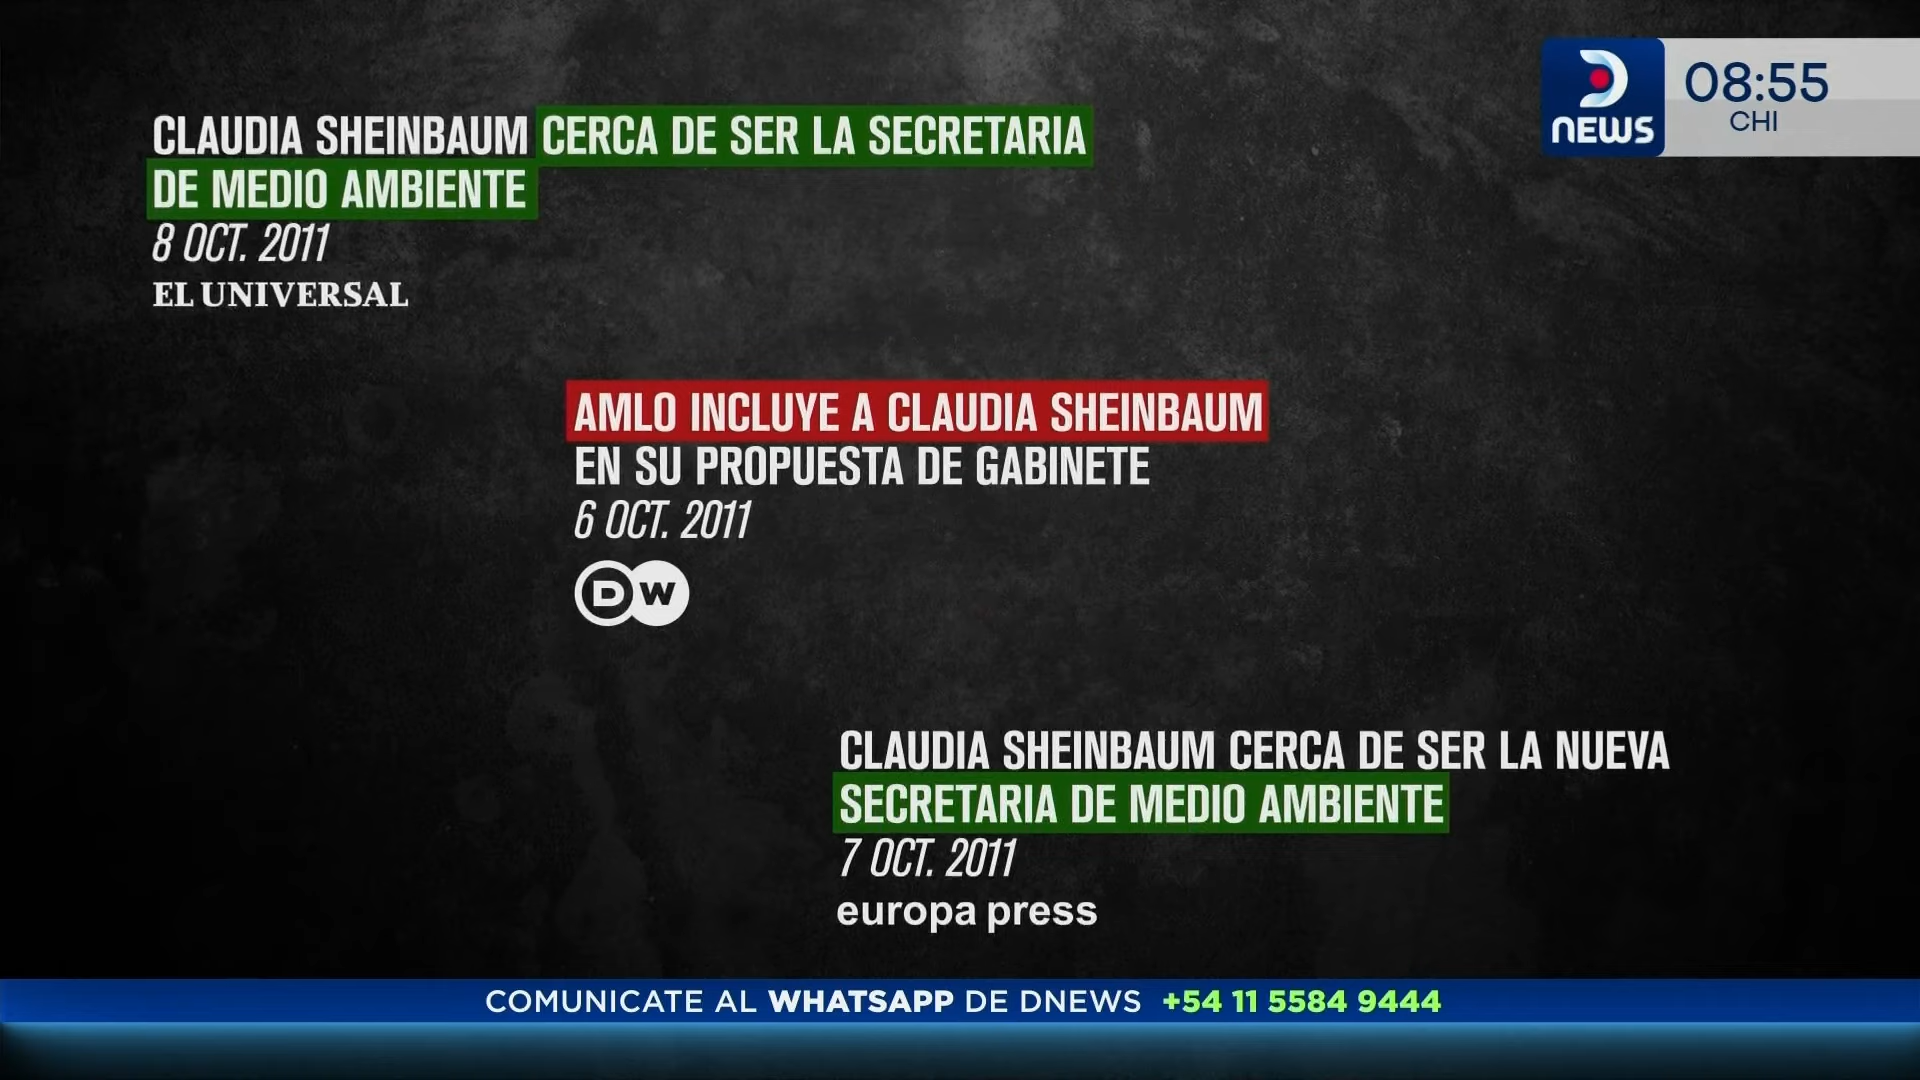 CLAUDIA SHEINBAUM CERCA DE SER LA SECRETARIA
DE MEDIO AMBIENTE
8 OCT. 2011
EL UNIVERSAL
NEWS
08:55
CHI
AMLO INCLUYE A CLAUDIA SHEINBAUM
EN SU PROPUESTA DE GABINETE
6 OCT. 2011
DW
CLAUDIA SHEINBAUM CERCA DE SER LA NUEVA
SECRETARIA DE MEDIO AMBIENTE
7 OCT. 2011
europa press
COMUNICATE AL WHATSAPP DE DNEWS +54 11 5584 9444